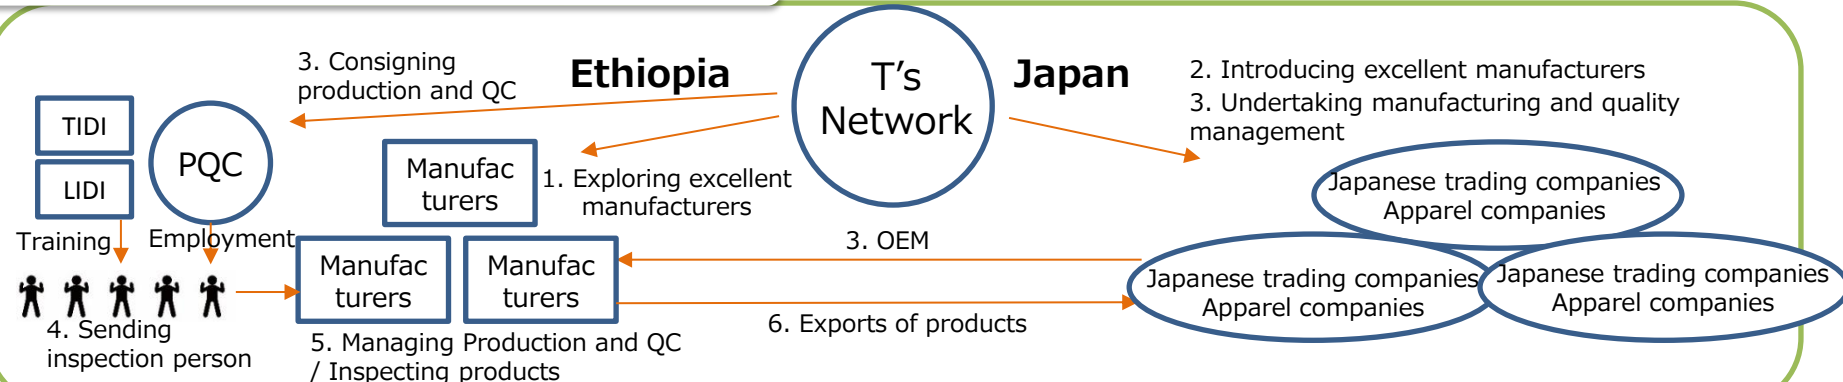 3. Consigning
production and QC
Ethiopia
T's
Network
Japan
2. Introducing excellent manufacturers
3. Undertaking manufacturing and quality
management
TIDI
LIDI
PQC
Manufac
turers
1. Exploring excellent
manufacturers
Japanese trading companies
Apparel companies
Training
Employment
3. OEM
Manufac
turers
Manufac
turers
Japanese trading companies
Apparel companies
Japanese trading companies
Apparel companies
4. Sending
inspection person
5. Managing Production and QC
/ Inspecting products
6. Exports of products